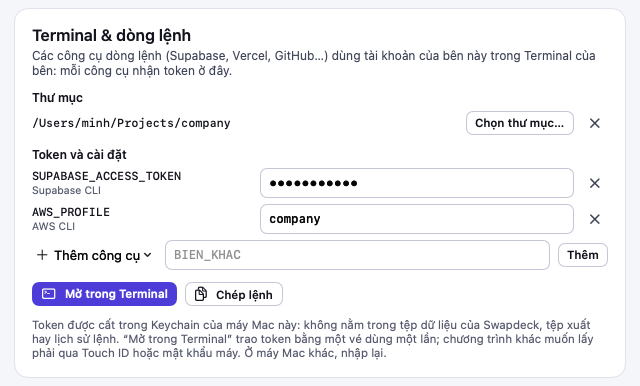 Terminal & dòng lệnh
Các công cụ dòng lệnh (Supabase, Vercel, GitHub…) dùng tài khoản của bên này trong Terminal của
bên: mỗi công cụ nhận token ở đây.
Thư mục
/Users/minh/Projects/company
Chọn thư mục…
Token và cài đặt
SUPABASE_ACCESS_TOKEN
Supabase CLI
●●●●●●●●●●●
AWS_PROFILE
AWS CLI
company
+ Thêm công cụ
BIEN_KHAC
Thêm
Mở trong Terminal
Chép lệnh
Token được cất trong Keychain của máy Mac này: không nằm trong tệp dữ liệu của Swapdeck, tệp xuất
hay lịch sử lệnh. “Mở trong Terminal” trao token bằng một vé dùng một lần; chương trình khác muốn lấy
phải qua Touch ID hoặc mật khẩu máy. Ở máy Mac khác, nhập lại.